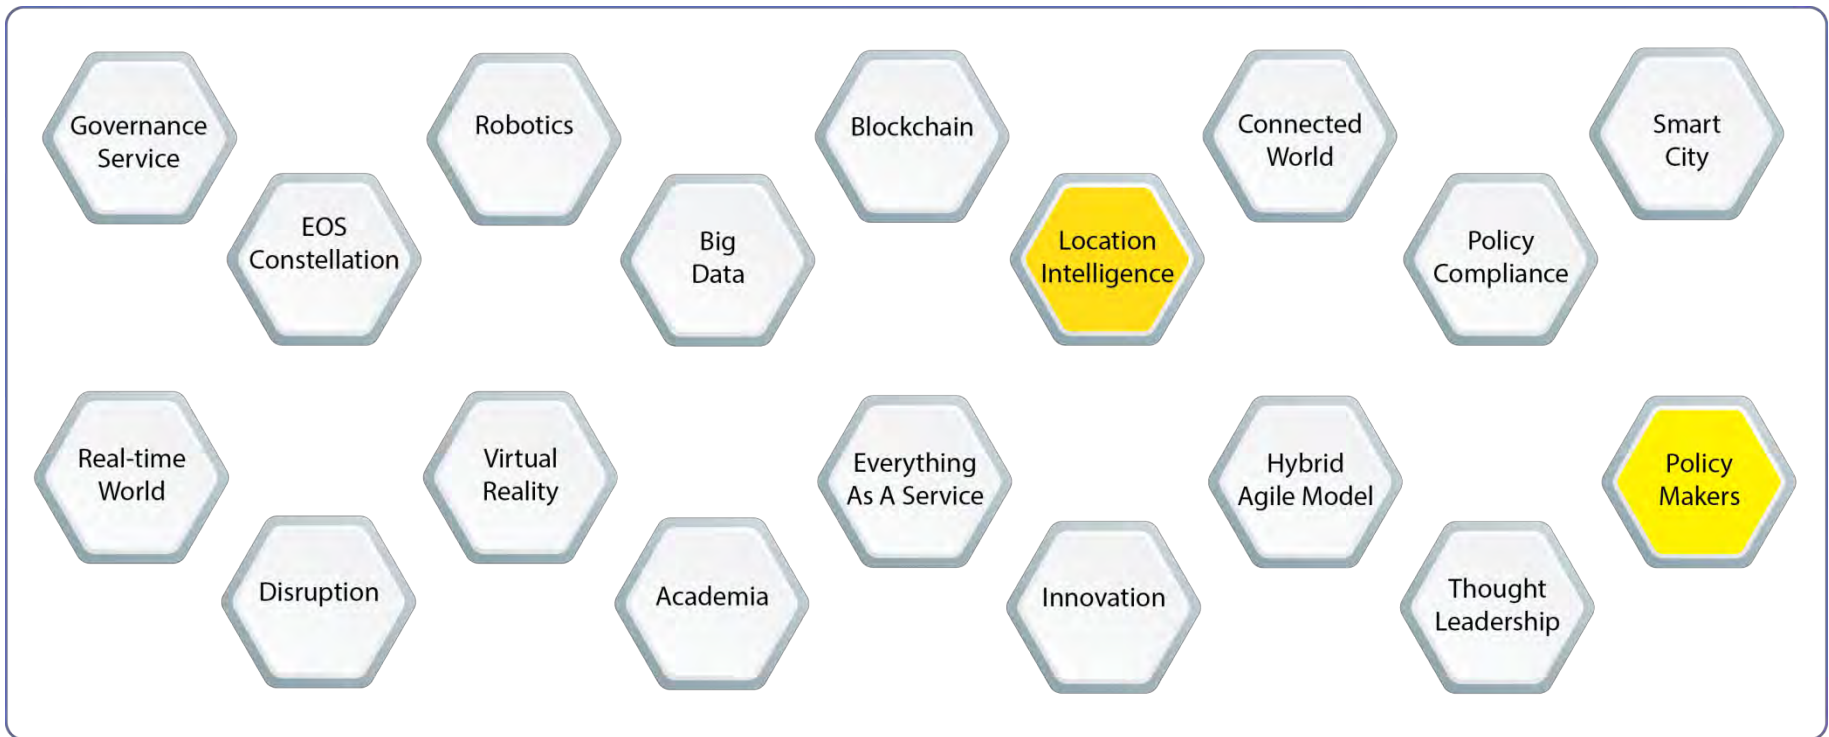 Governance
Service
EOS
Constellation
Robotics
Big
Data
Blockchain
Location
Intelligence
Connected
World
Policy
Compliance
Smart
City
Real-time
World
Disruption
Virtual
Reality
Academia
Everything
As A Service
Innovation
Hybrid
Agile Model
Thought
Leadership
Policy
Makers